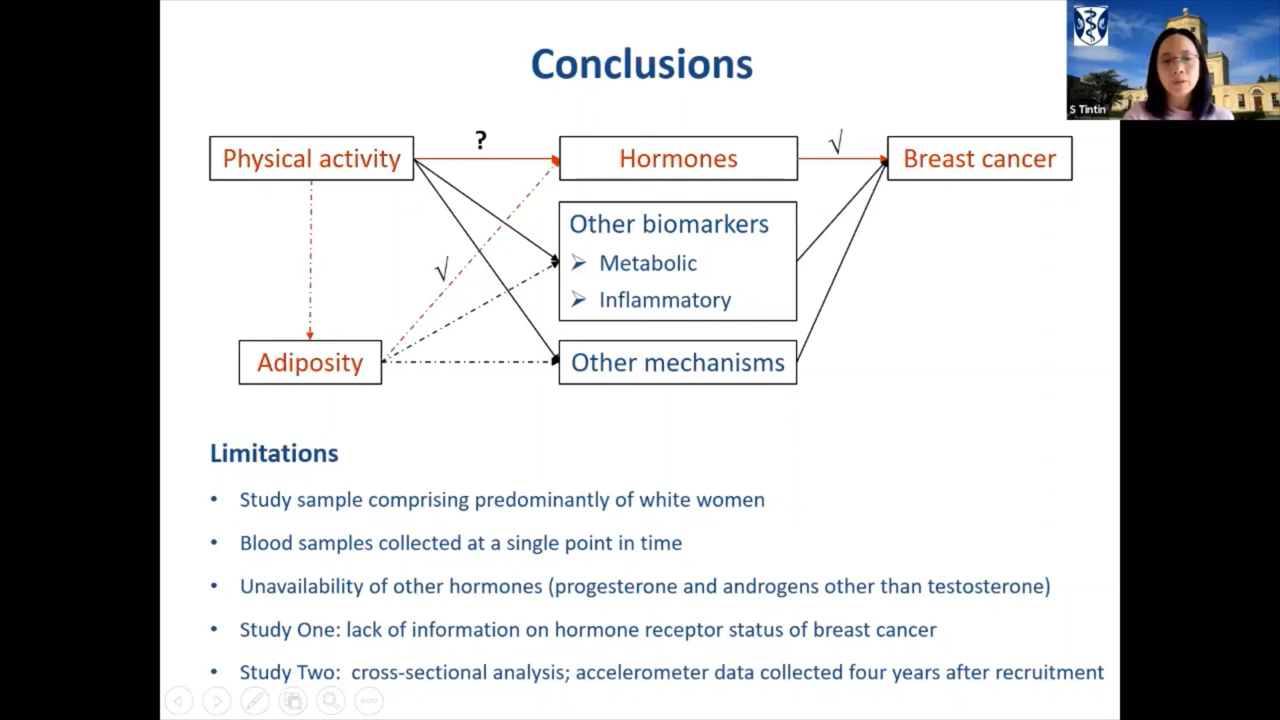 Conclusions
S Tintin
? √
Physical activity Hormones Breast cancer
Other biomarkers
➢ Metabolic
√
➢ Inflammatory
Adiposity Other mechanisms
Limitations
• Study sample comprising predominantly of white women
• Blood samples collected at a single point in time
• Unavailability of other hormones (progesterone and androgens other than testosterone)
• Study One: lack of information on hormone receptor status of breast cancer
• Study Two: cross-sectional analysis; accelerometer data collected four years after recruitment